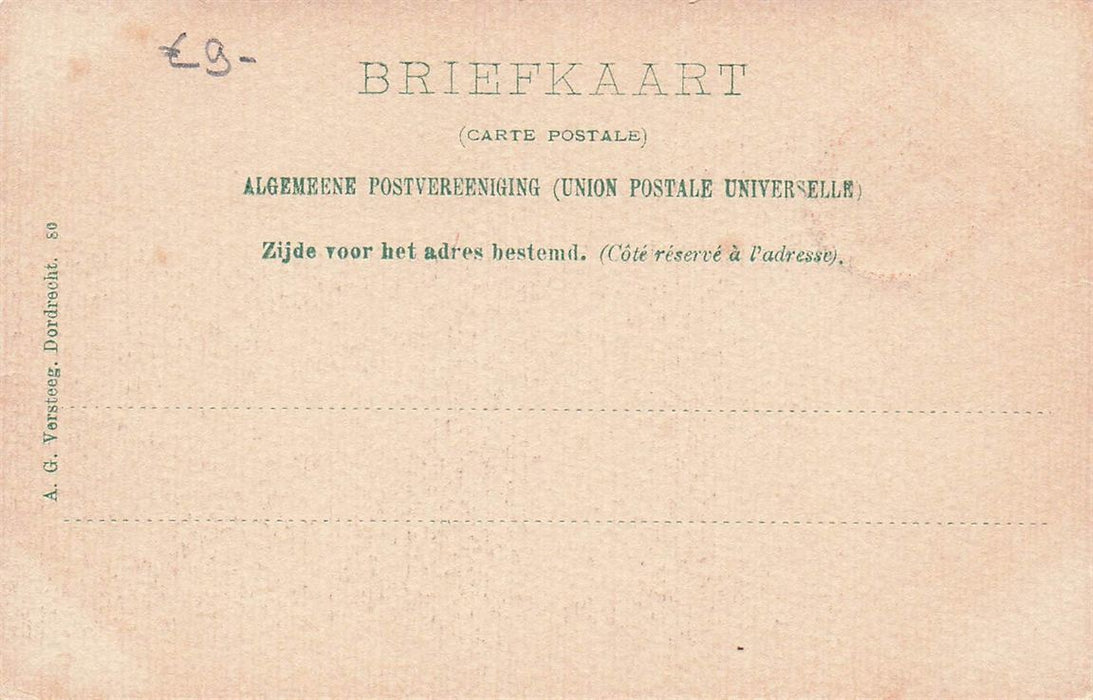 € 9-
BRIEFKAART
(CARTE POSTALE)
ALGEMEENE POSTVEREENIGING (UNION POSTALE UNIVERSELLE)
Zijde voor het adres bestemd. (Côté réservé à l'adresse).
A. G. Versteeg. Dordrecht. 80